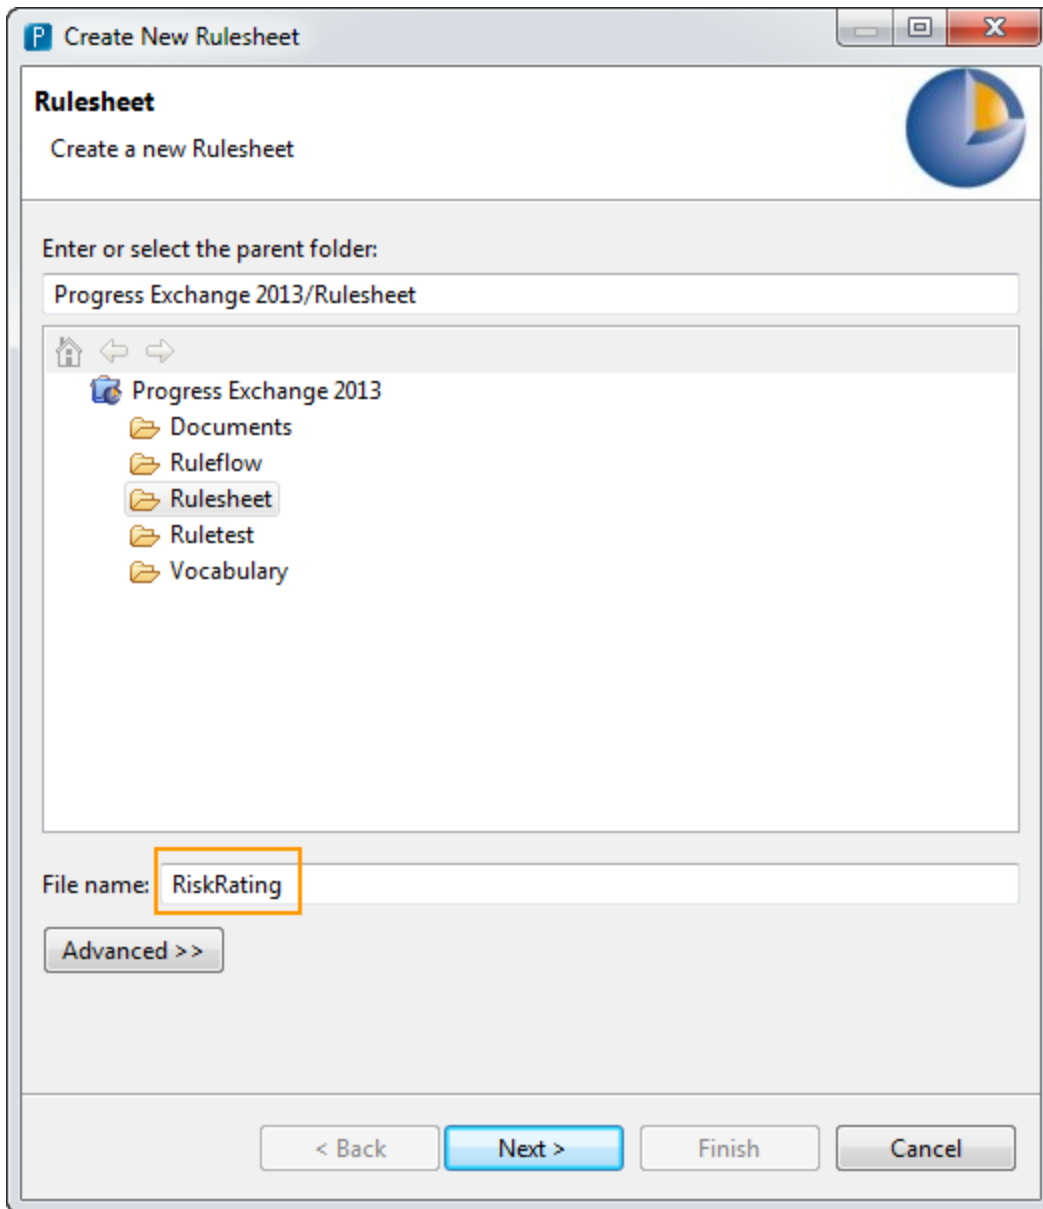 P Create New Rulesheet
Rulesheet
Create a new Rulesheet
Enter or select the parent folder:
Progress Exchange 2013/Rulesheet
Progress Exchange 2013
Documents
Ruleflow
Rulesheet
Ruletest
Vocabulary
File name: RiskRating
Advanced >>
< Back Next > Finish Cancel